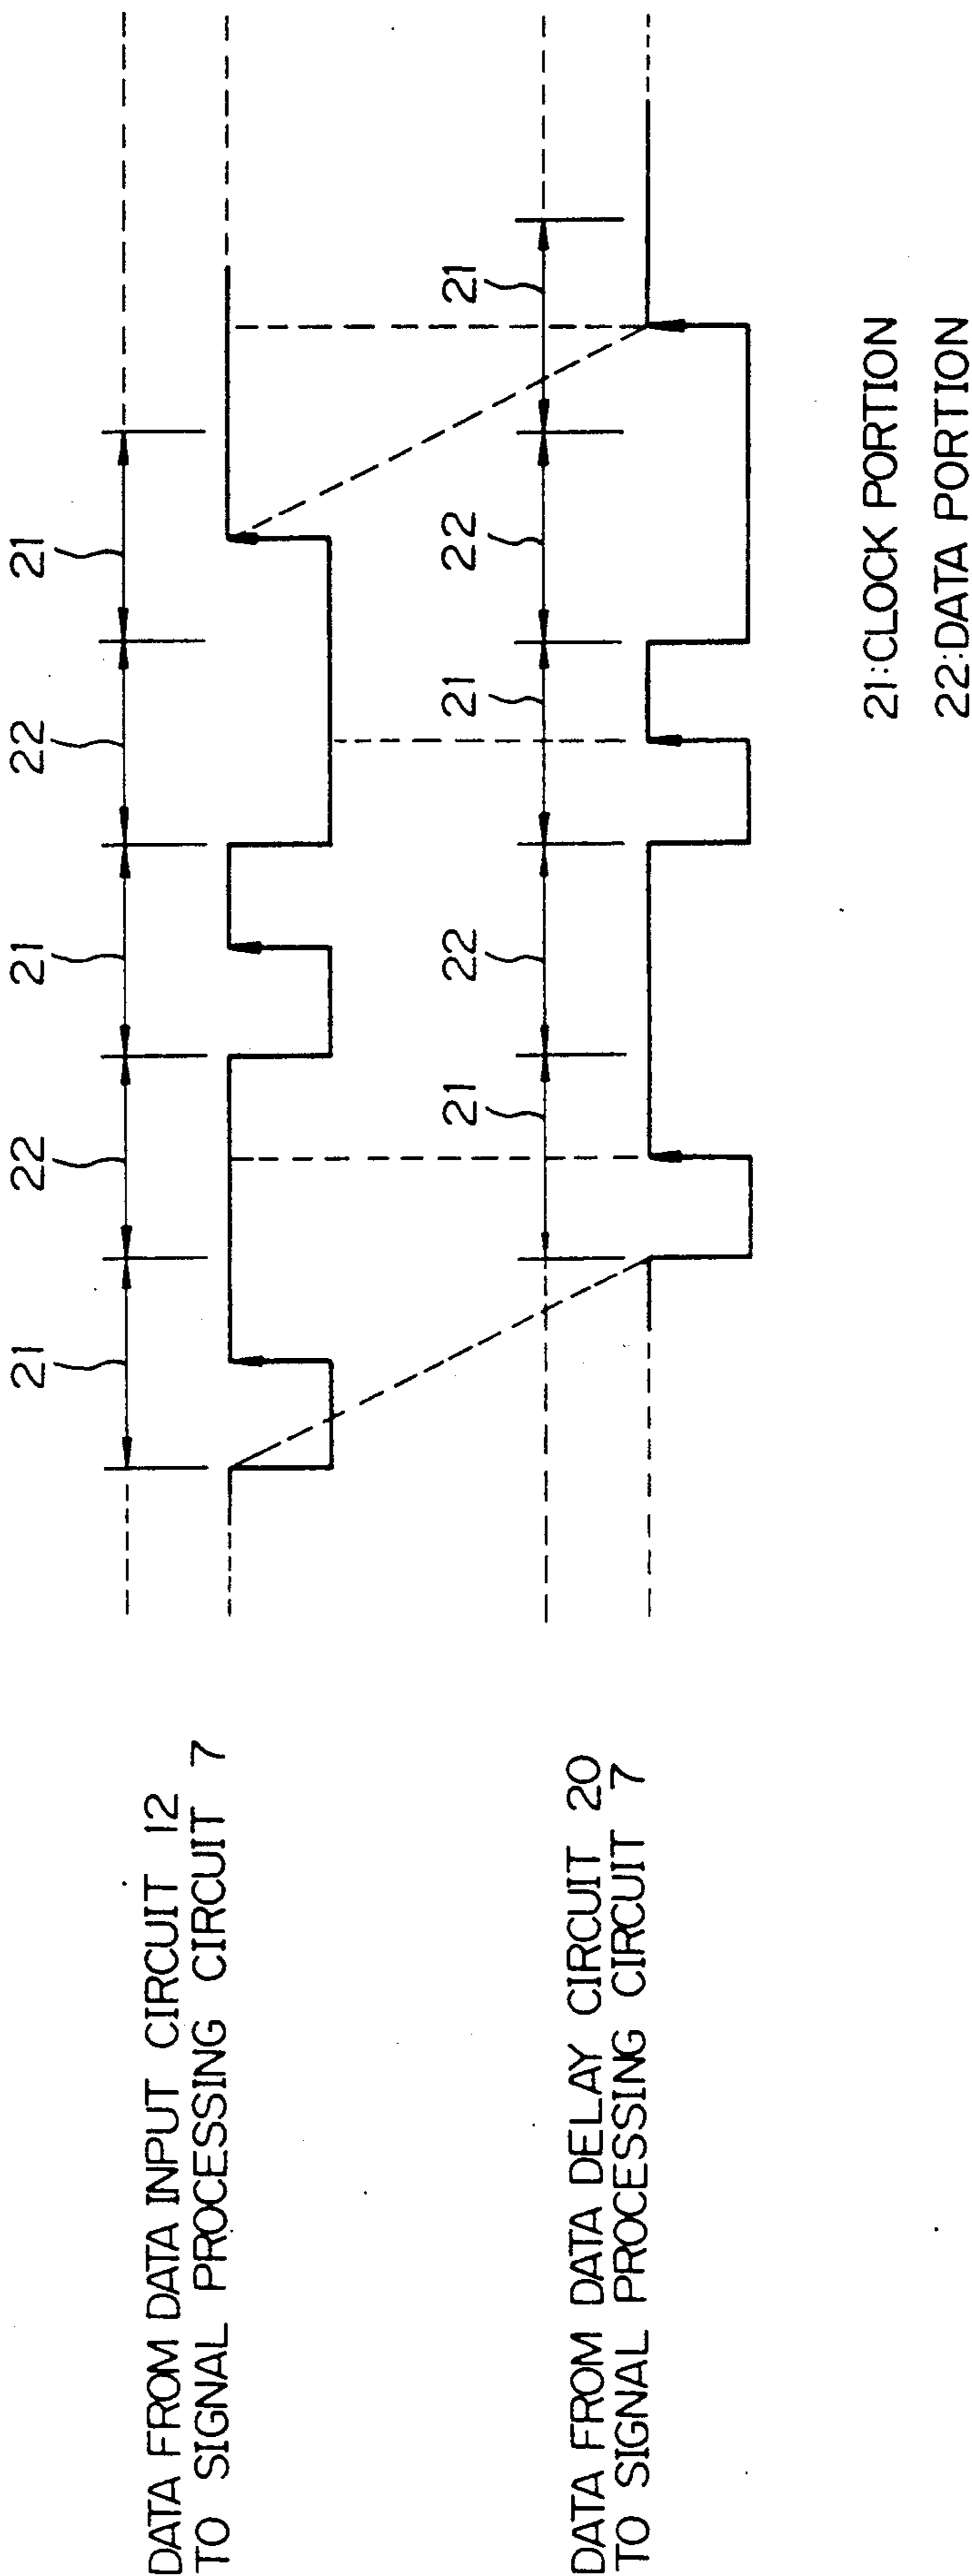 DATA FROM DATA INPUT CIRCUIT 12
TO SIGNAL PROCESSING CIRCUIT 7
21
22
21
22
21
DATA FROM DATA DELAY CIRCUIT 20
TO SIGNAL PROCESSING CIRCUIT 7
21
22
21
22
21
21:CLOCK PORTION
22:DATA PORTION